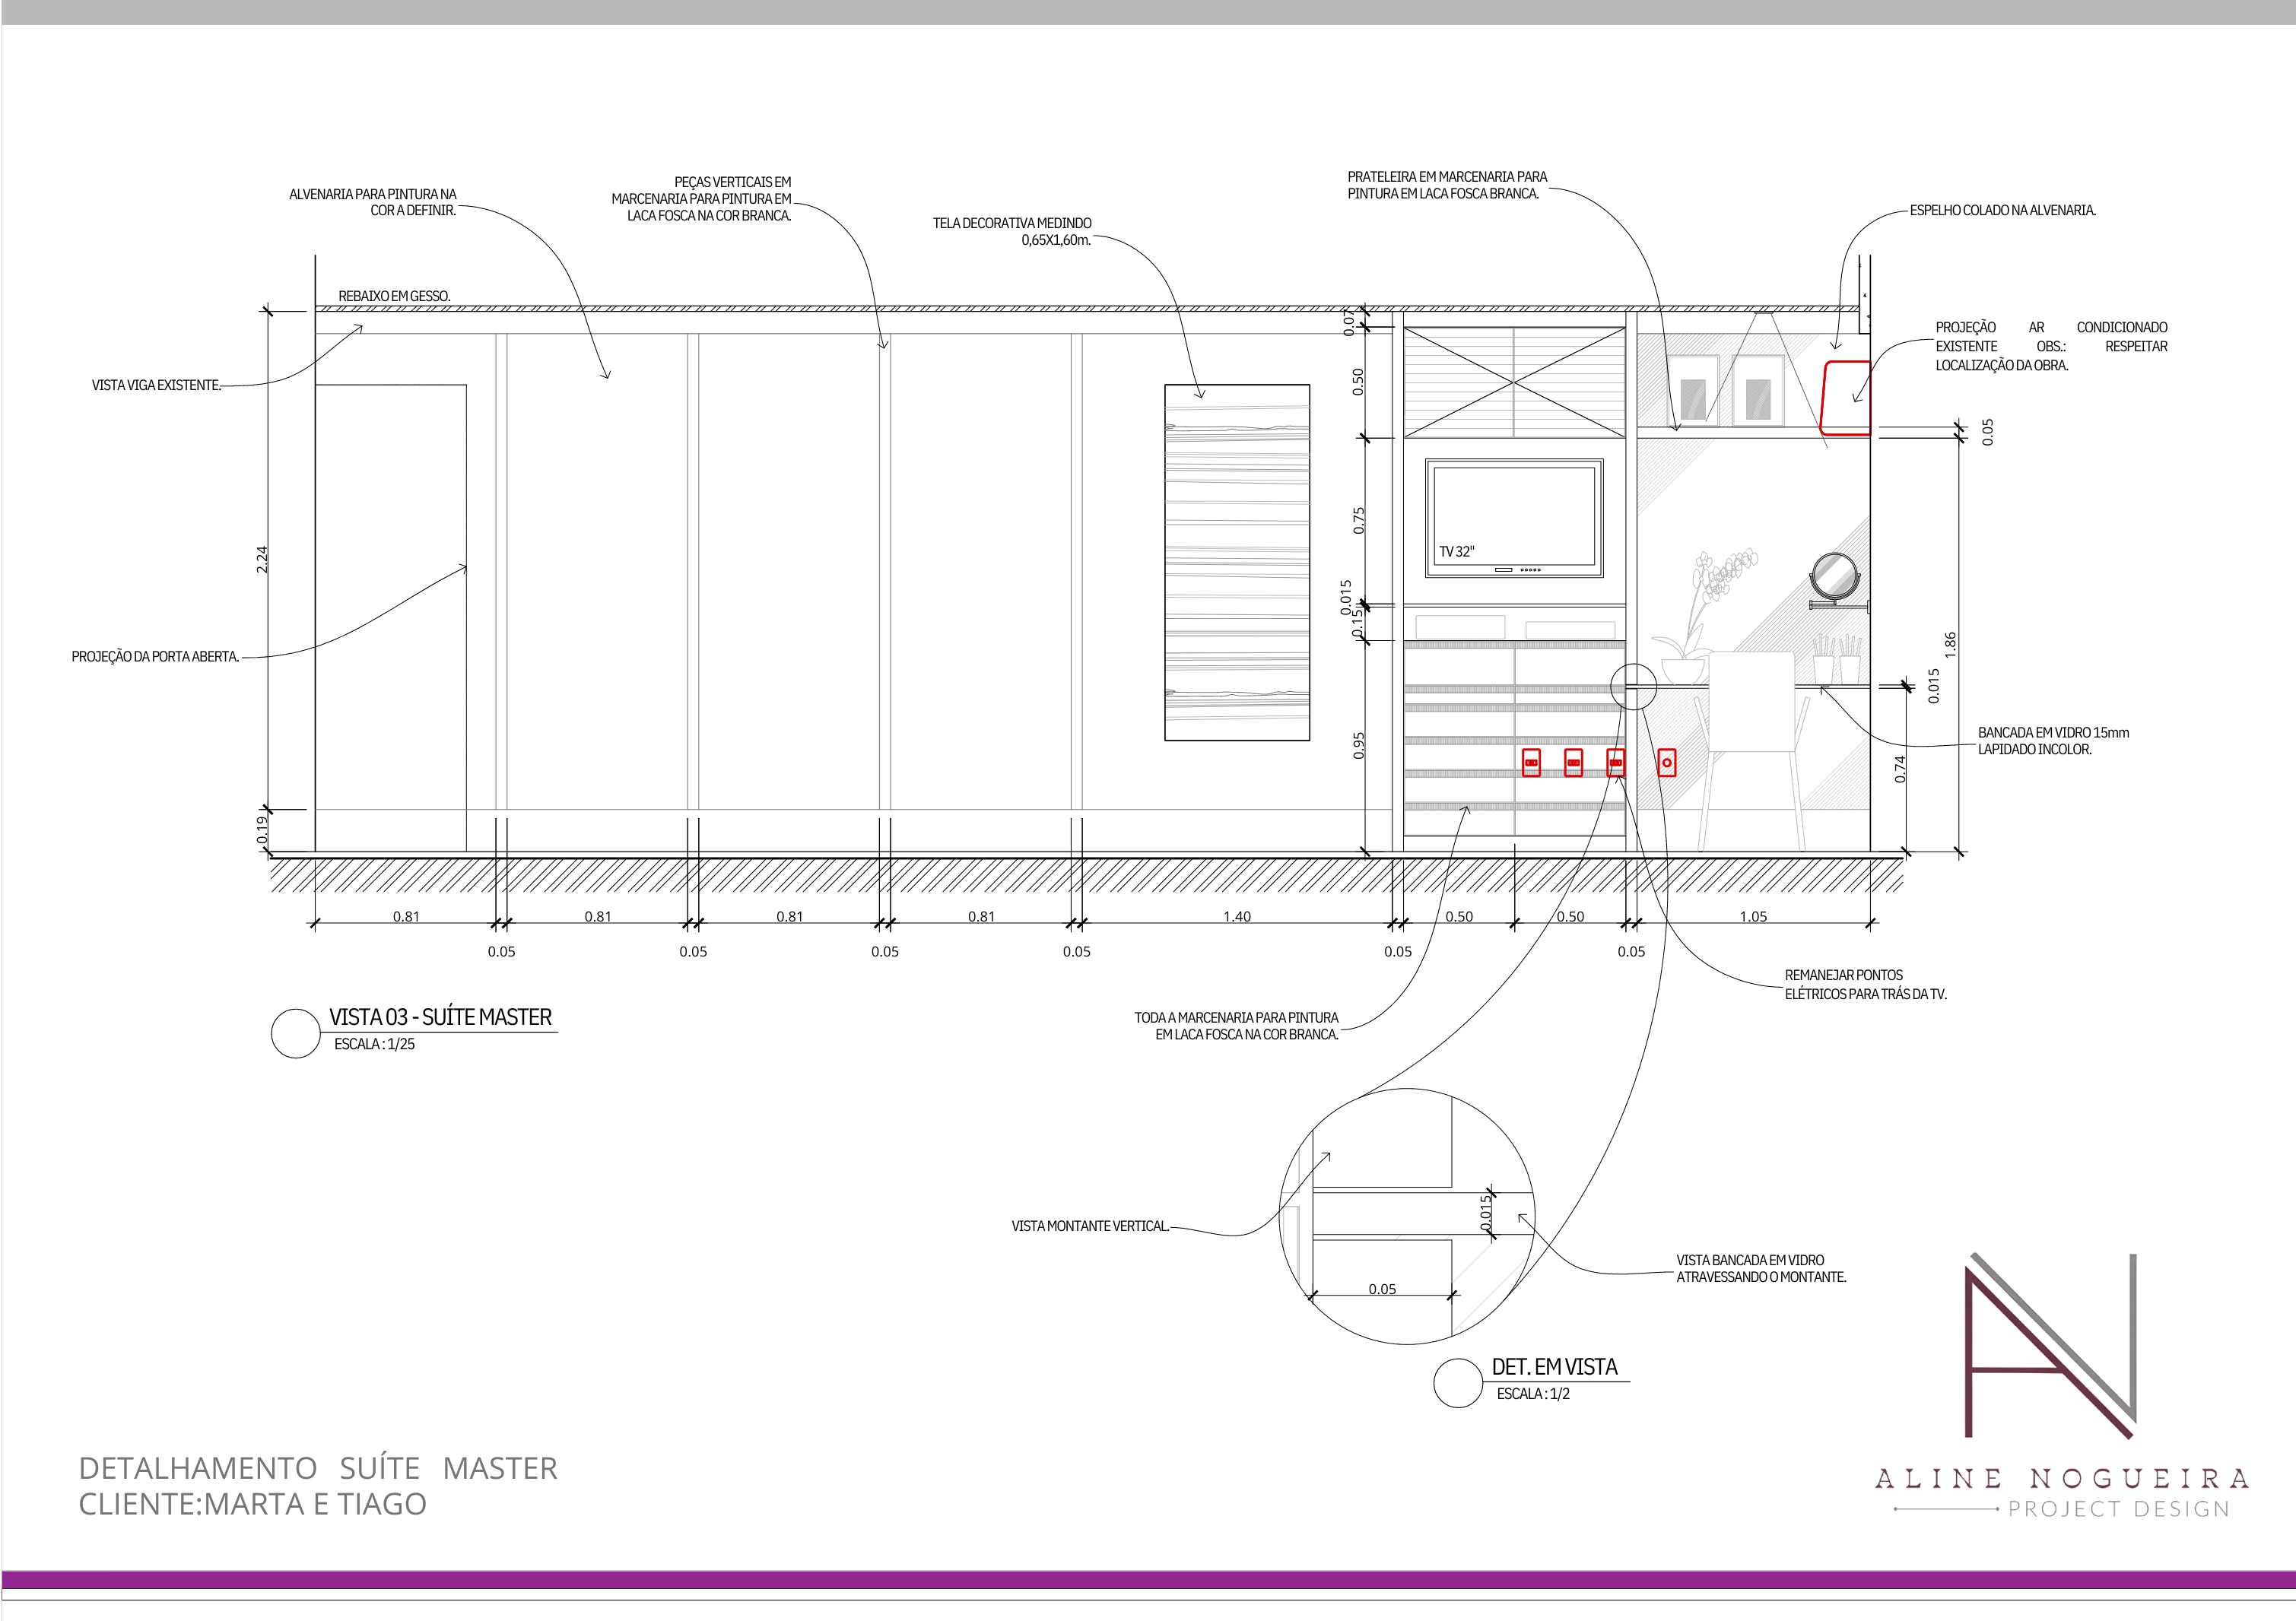 ALVENARIA PARA PINTURA NA
COR A DEFINIR.
PEÇAS VERTICAIS EM
MARCENARIA PARA PINTURA EM
LACA FOSCA NA COR BRANCA.
TELA DECORATIVA MEDINDO
0,65X1,60m.
PRATELEIRA EM MARCENARIA PARA
PINTURA EM LACA FOSCA BRANCA.
ESPELHO COLADO NA ALVENARIA.
REBAIXO EM GESSO.
PROJEÇÃO AR CONDICIONADO
EXISTENTE OBS.: RESPEITAR
LOCALIZAÇÃO DA OBRA.
VISTA VIGA EXISTENTE.
0.07
0.50
0.05
2.24
0.75
TV 32"
0.015
0.15
1.86
PROJEÇÃO DA PORTA ABERTA.
0.015
BANCADA EM VIDRO 15mm
LAPIDADO INCOLOR.
0.95
0.74
0.19
0.81
0.81
0.81
0.81
1.40
0.50
0.50
1.05
0.05
0.05
0.05
0.05
0.05
0.05
REMANEJAR PONTOS
ELÉTRICOS PARA TRÁS DA TV.
VISTA 03 - SUÍTE MASTER
ESCALA : 1/25
TODA A MARCENARIA PARA PINTURA
EM LACA FOSCA NA COR BRANCA.
VISTA MONTANTE VERTICAL.
0.015
0.05
VISTA BANCADA EM VIDRO
ATRAVESSANDO O MONTANTE.
DET. EM VISTA
ESCALA : 1/2
DETALHAMENTO SUÍTE MASTER
CLIENTE:MARTA E TIAGO
AN
ALINE NOGUEIRA
PROJECT DESIGN